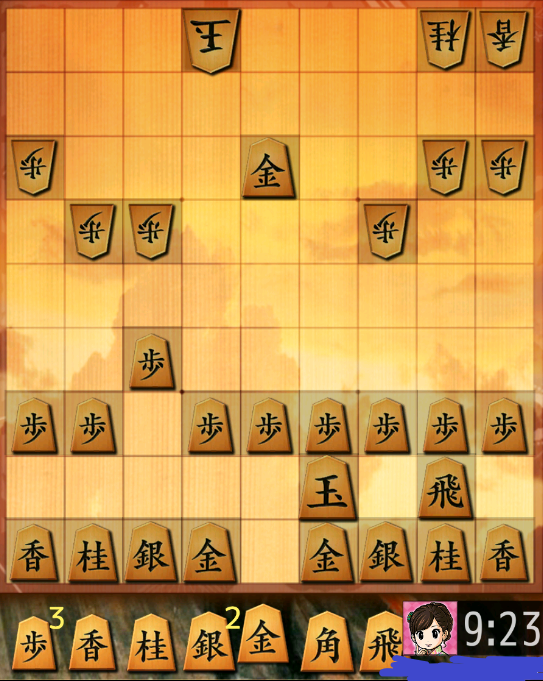 玉 桂 香
歩 金 歩 歩
歩 歩 歩
歩
歩 歩 歩 歩 歩 歩 歩 歩
玉 飛
香 桂 銀 金 金 銀 桂 香
歩 3 香 桂 銀 2 金 角 飛 9:23